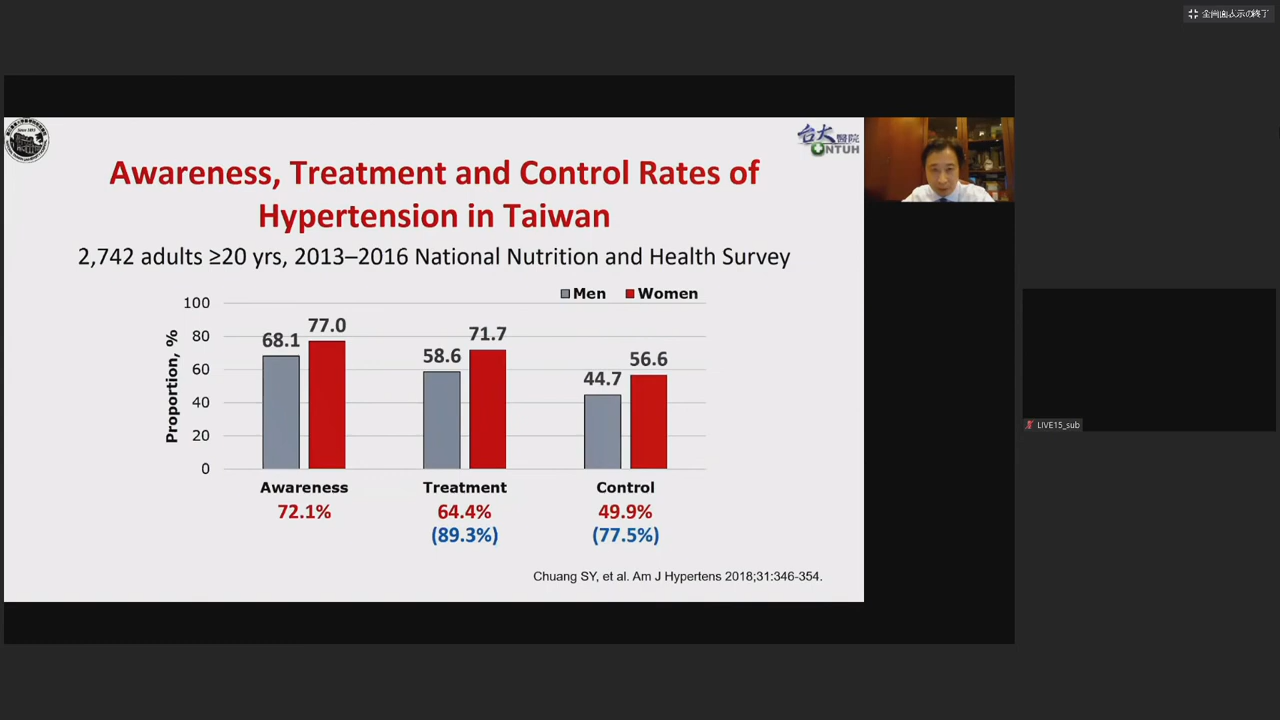 全画面表示の終了
Since 1895
台大醫院
NTUH
Awareness, Treatment and Control Rates of
Hypertension in Taiwan
2,742 adults ≥20 yrs, 2013–2016 National Nutrition and Health Survey
Men Women
Proportion, %
100
80
60
40
20
0
68.1 77.0
58.6 71.7
44.7 56.6
Awareness Treatment Control
72.1% 64.4% 49.9%
(89.3%) (77.5%)
Chuang SY, et al. Am J Hypertens 2018;31:346-354.
LIVE15_sub